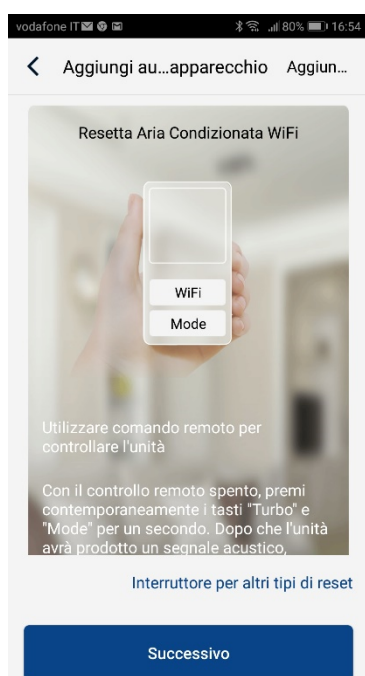 vodafone IT 80% 16:54
Aggiungi au...apparecchio Aggiun...
Resetta Aria Condizionata WiFi
WiFi
Mode
Utilizzare comando remoto per
controllare l'unità
Con il controllo remoto spento, premi
contemporaneamente i tasti "Turbo" e
"Mode" per un secondo. Dopo che l'unità
avrà prodotto un segnale acustico,
Interruttore per altri tipi di reset
Successivo